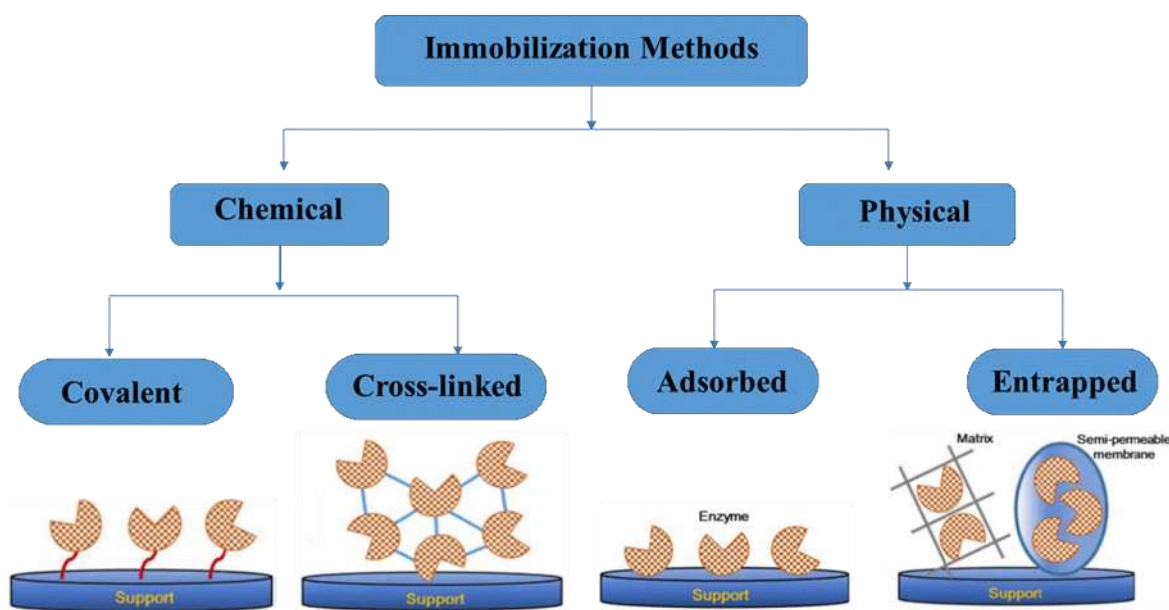 Immobilization Methods
Chemical
Physical
Covalent
Cross-linked
Adsorbed
Entrapped
Matrix
Semi-permeable
membrane
Enzyme
Support
Support
Support
Support